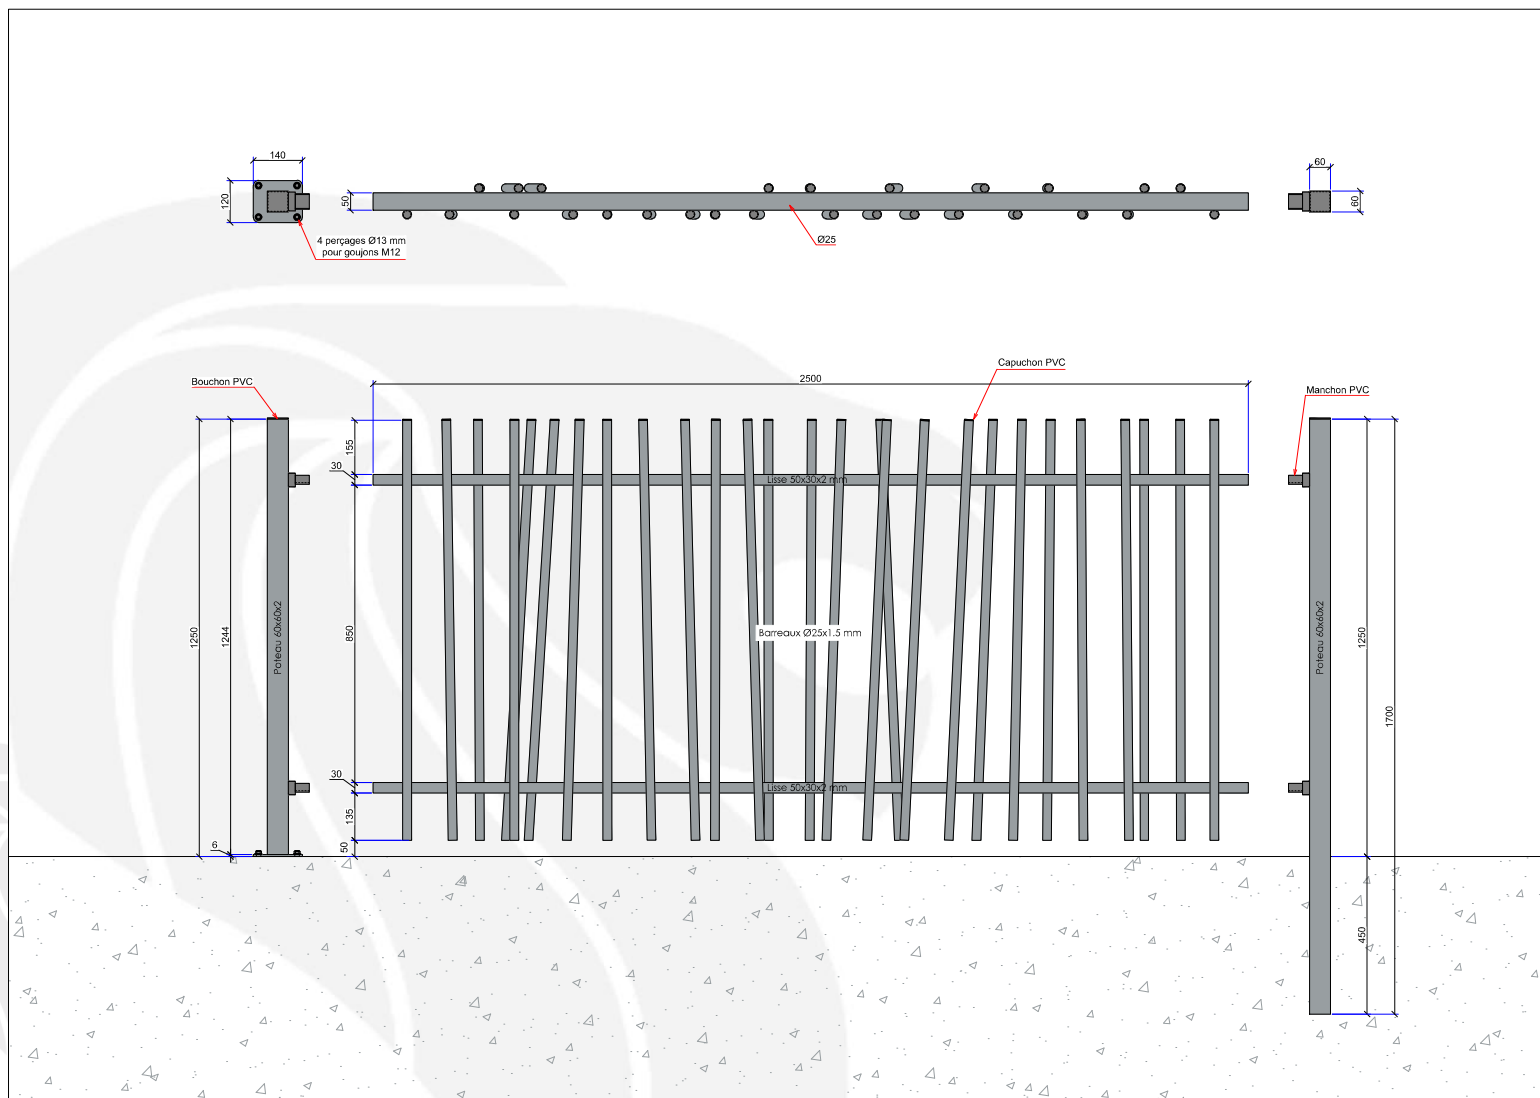 140
120
4 perçages Ø13 mm
pour goujons M12
50
Ø25
60
60
Bouchon PVC
2500
Capuchon PVC
Manchon PVC
155
30
Lisse 50x30x2 mm
1250
1244
Poteau 60x60x2
850
Barreaux Ø25x1.5 mm
Poteau 60x60x2
1250
1700
30
Lisse 50x30x2 mm
135
6
50
450